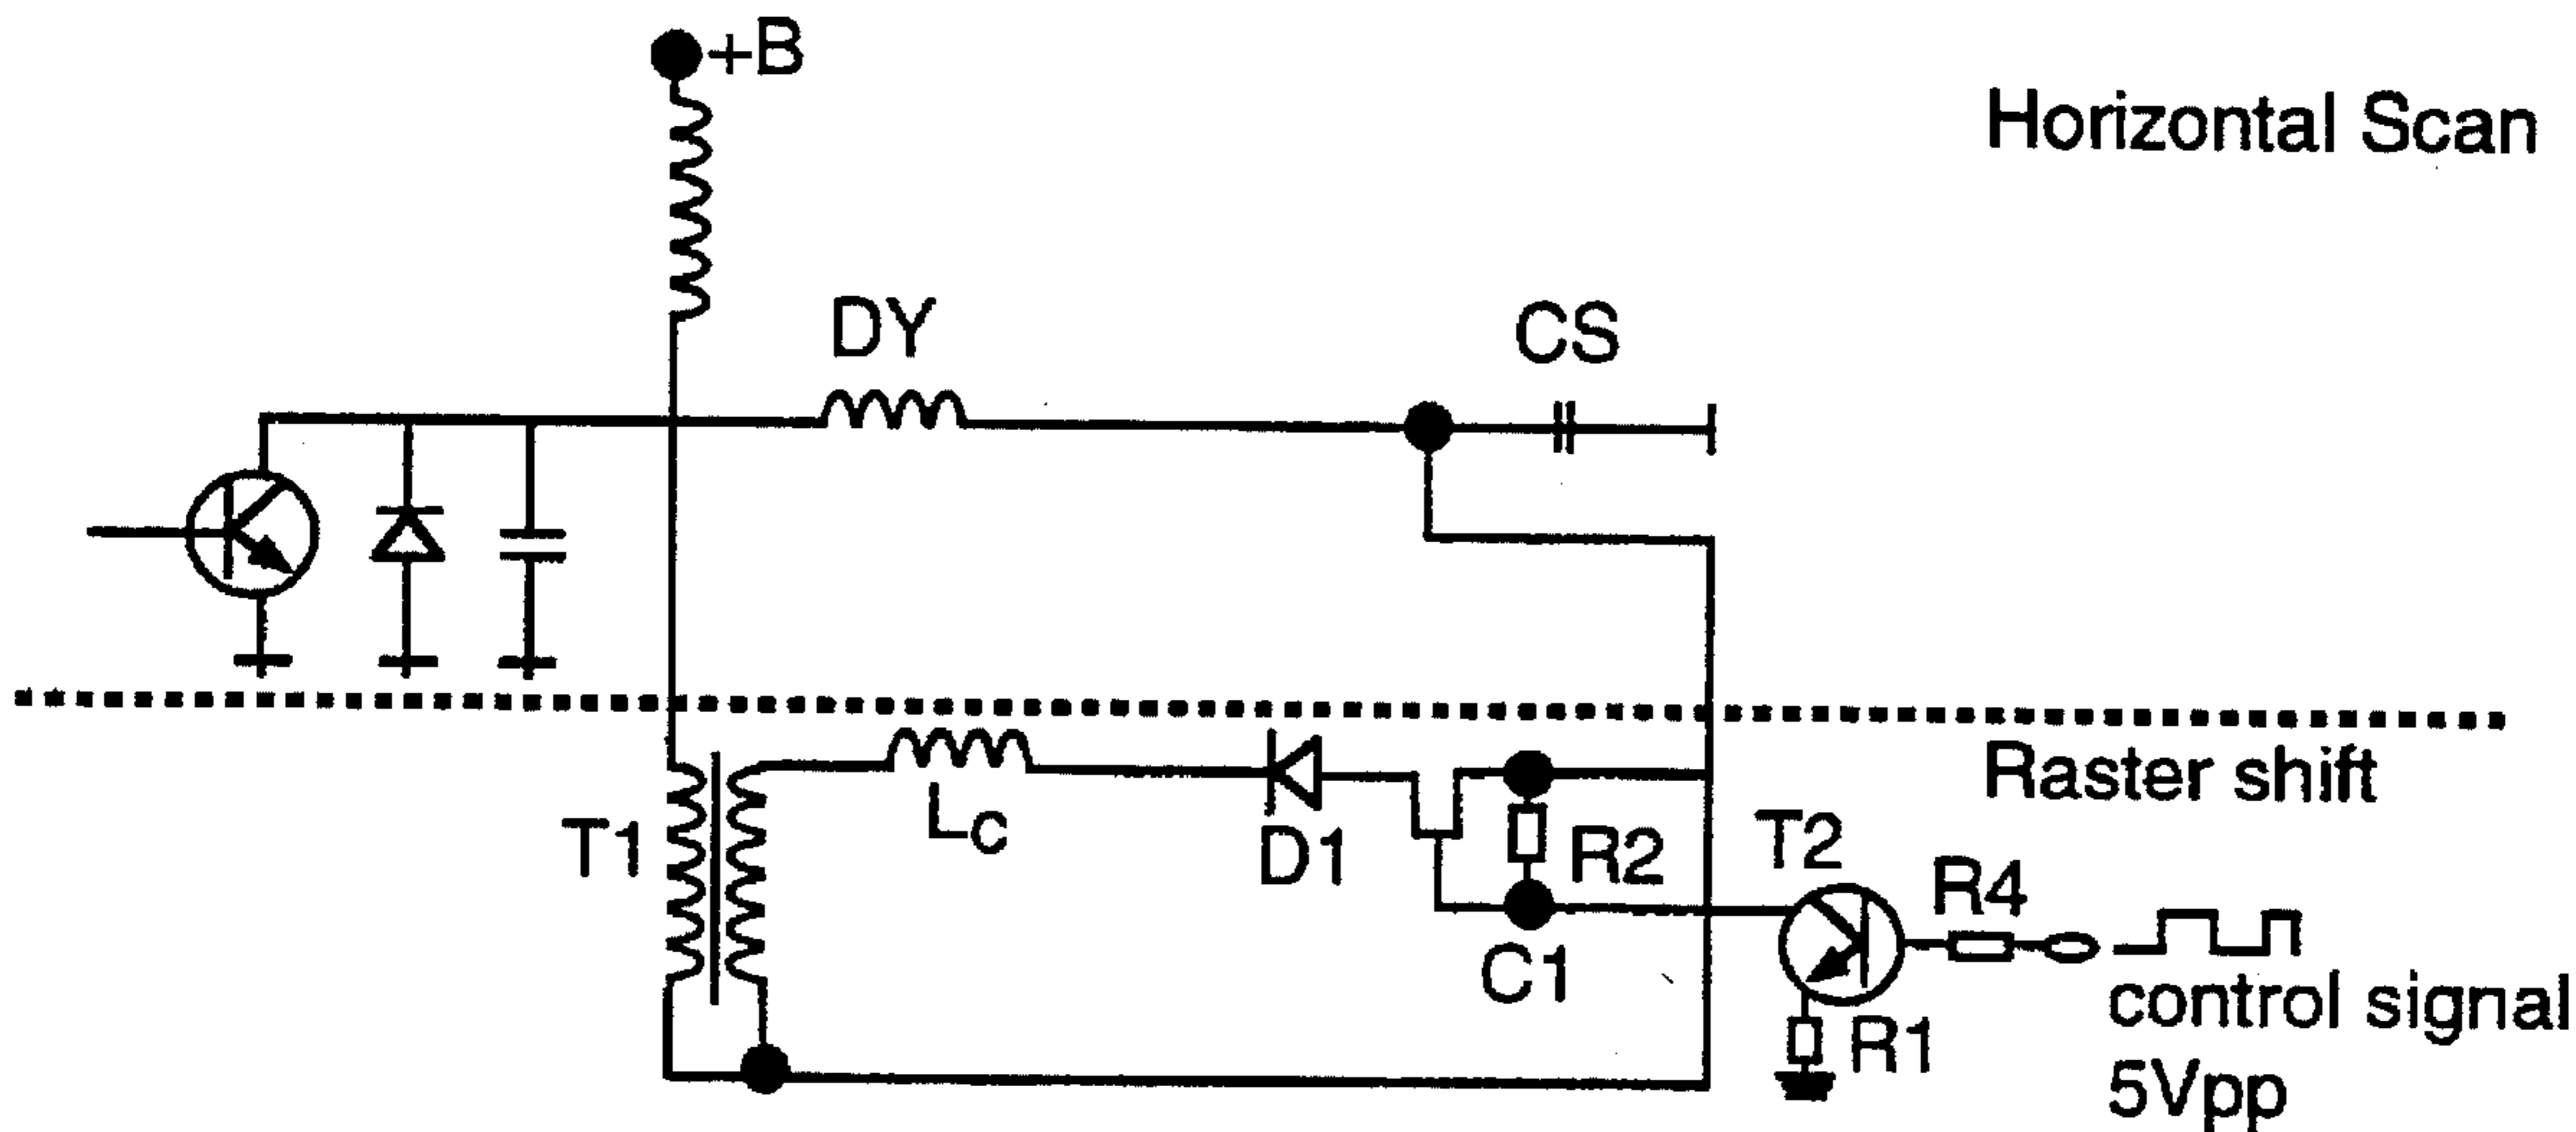 +B
Horizontal Scan
DY
CS
Raster shift
T1
Lc
D1
R2
T2
R4
C1
R1
control signal
5Vpp